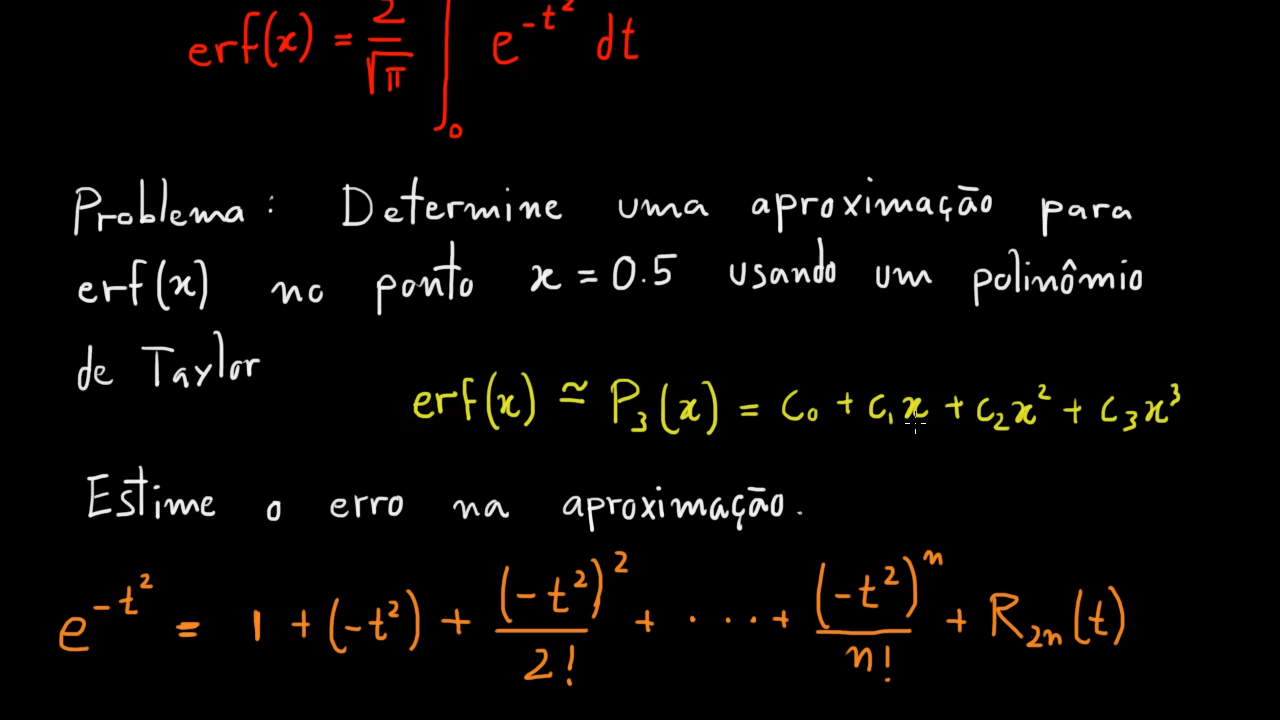 erf(x) = 2/√π ∫₀ e^{-t²} dt
Problema: Determine uma aproximação para
erf(x) no ponto x = 0.5 usando um polinômio
de Taylor
erf(x) ≅ P₃(x) = c₀ + c₁x + c₂x² + c₃x³
Estime o erro na aproximação.
e^{-t²} = 1 + (-t²) + (-t²)²/2! + ··· + (-t²)ⁿ/n! + R₂ₙ(t)